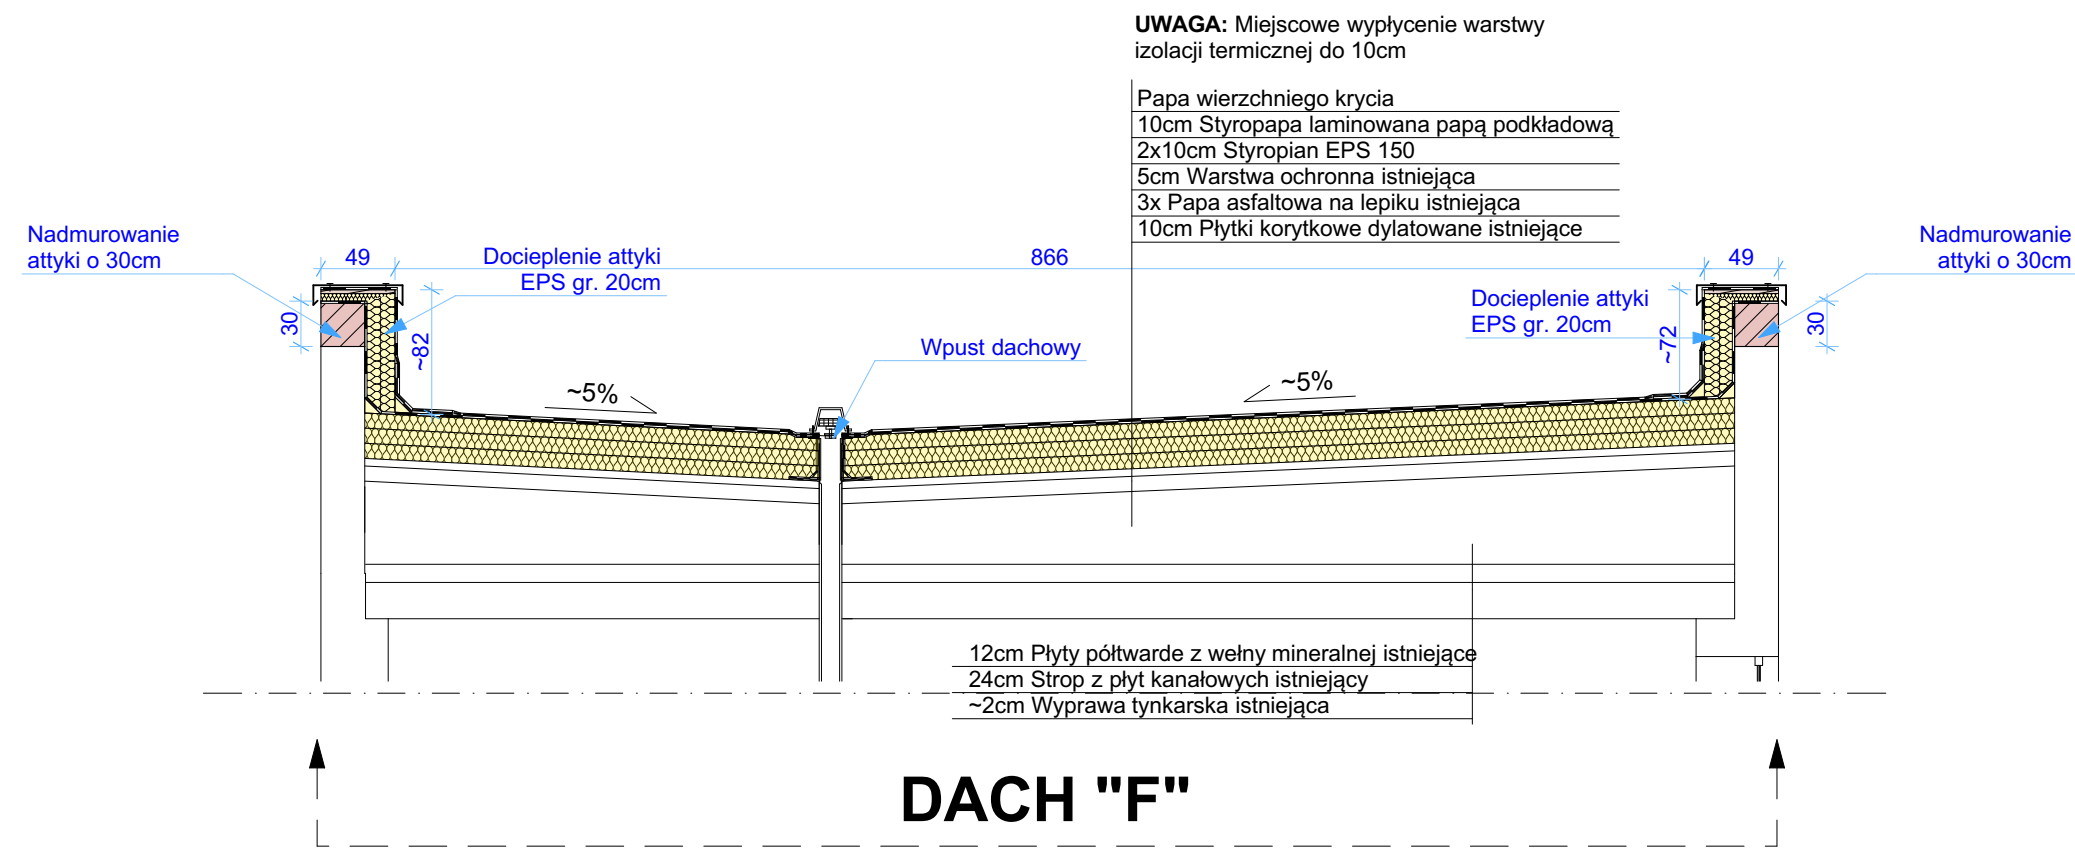 UWAGA: Miejscowe wypłycenie warstwy
izolacji termicznej do 10cm
Papa wierzchniego krycia
10cm Styropapa laminowana papą podkładową
2x10cm Styropian EPS 150
5cm Warstwa ochronna istniejąca
3x Papa asfaltowa na lepiku istniejąca
10cm Płytki korytkowe dylatowane istniejące
Nadmurowanie
attyki o 30cm
49
Docieplenie attyki
EPS gr. 20cm
866
49
Nadmurowanie
attyki o 30cm
30
~82
Wpust dachowy
Docieplenie attyki
EPS gr. 20cm
~72
30
~5%
~5%
12cm Płyty półtwarde z wełny mineralnej istniejące
24cm Strop z płyt kanałowych istniejący
~2cm Wyprawa tynkarska istniejąca
DACH "F"